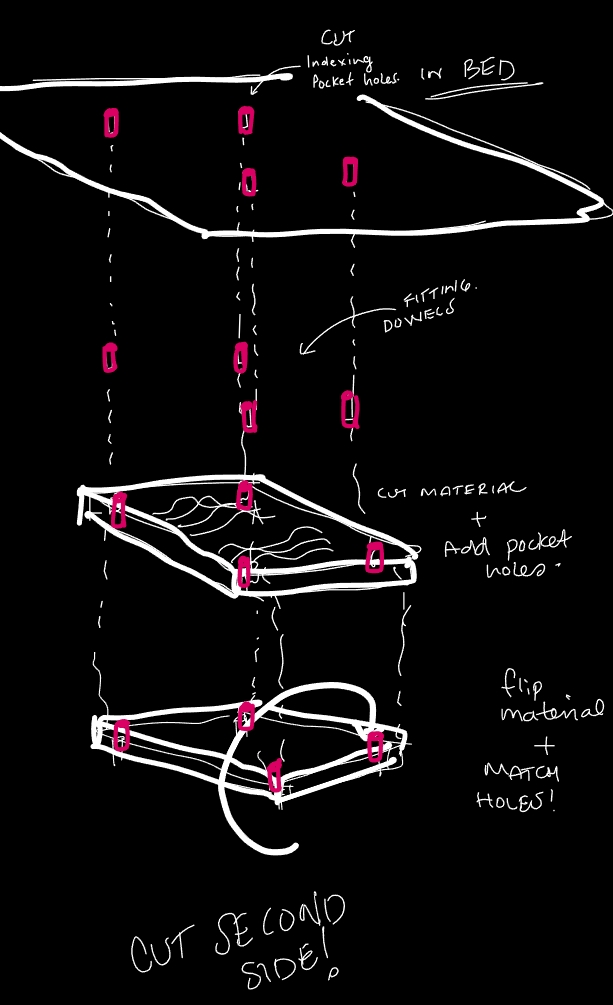 CUT
Indexing
Pocket holes. IN BED
FITTING.
DOWELS
CUT MATERIAL
+
Add pocket
holes.
flip
material
+
MATCH
HOLES!
CUT SECOND
SIDE!